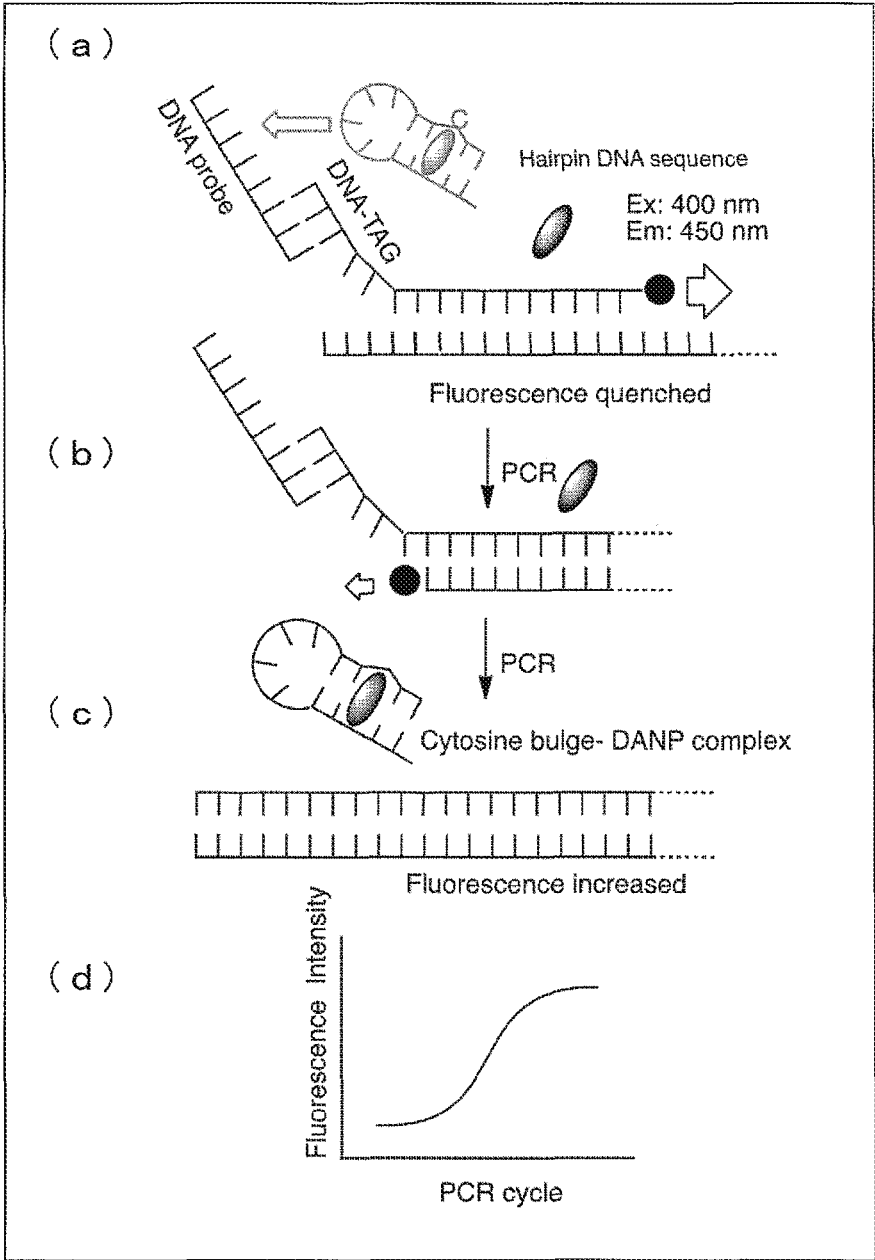 (a)
DNA probe
DNA-TAG
C
Hairpin DNA sequence
Ex: 400 nm
Em: 450 nm
Fluorescence quenched
(b)
PCR
PCR
(c)
Cytosine bulge- DANP complex
Fluorescence increased
(d)
Fluorescence Intensity
PCR cycle